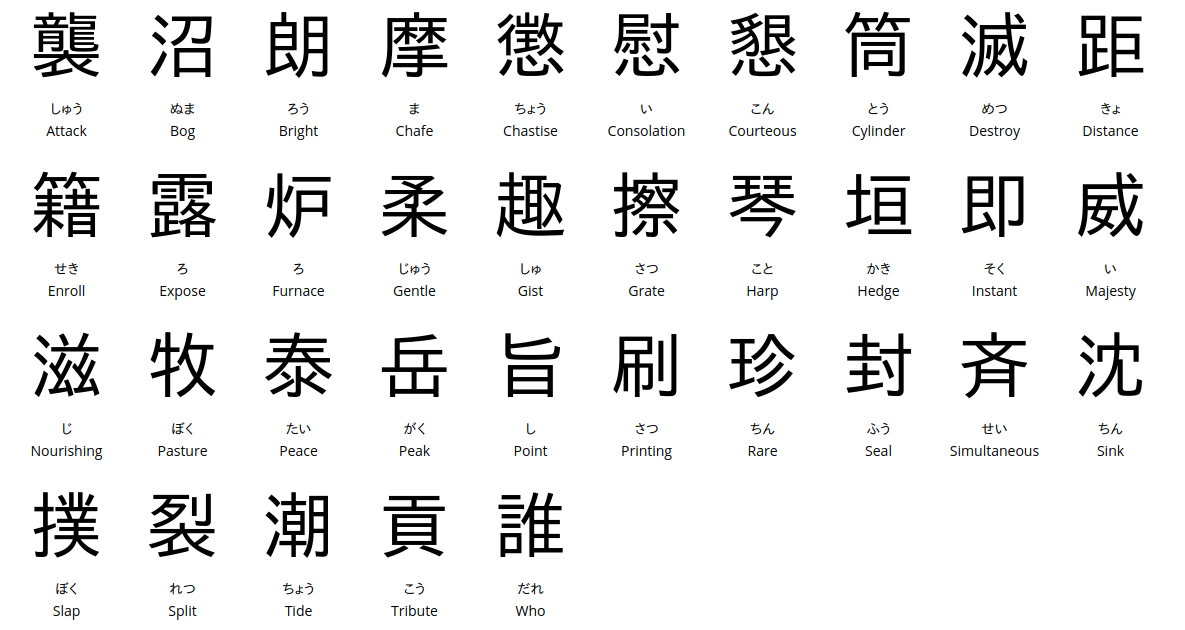 襲 沼 朗 摩 懲 慰 懇 筒 滅 距
しゅう ぬま ろう ま ちょう い こん とう めつ きょ
Attack Bog Bright Chafe Chastise Consolation Courteous Cylinder Destroy Distance
籍 露 炉 柔 趣 擦 琴 垣 即 威
せき ろ ろ じゅう しゅ さつ こと かき そく い
Enroll Expose Furnace Gentle Gist Grate Harp Hedge Instant Majesty
滋 牧 泰 岳 旨 刷 珍 封 斉 沈
じ ぼく たい がく し さつ ちん ふう せい ちん
Nourishing Pasture Peace Peak Point Printing Rare Seal Simultaneous Sink
撲 裂 潮 貢 誰
ぼく れつ ちょう こう だれ
Slap Split Tide Tribute Who